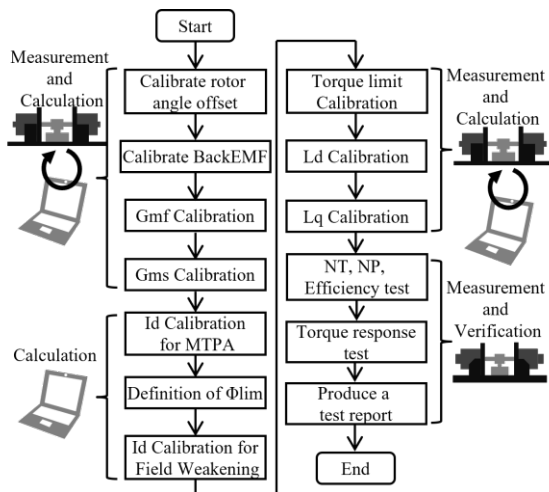 Start
Measurement
and
Calculation
Calibrate rotor
angle offset
Calibrate BackEMF
Gmf Calibration
Gms Calibration
Calculation
Id Calibration
for MTPA
Definition of Φlim
Id Calibration for
Field Weakening
Torque limit
Calibration
Measurement
and
Calculation
Ld Calibration
Lq Calibration
NT, NP,
Efficiency test
Measurement
and
Verification
Torque response
test
Produce a
test report
End